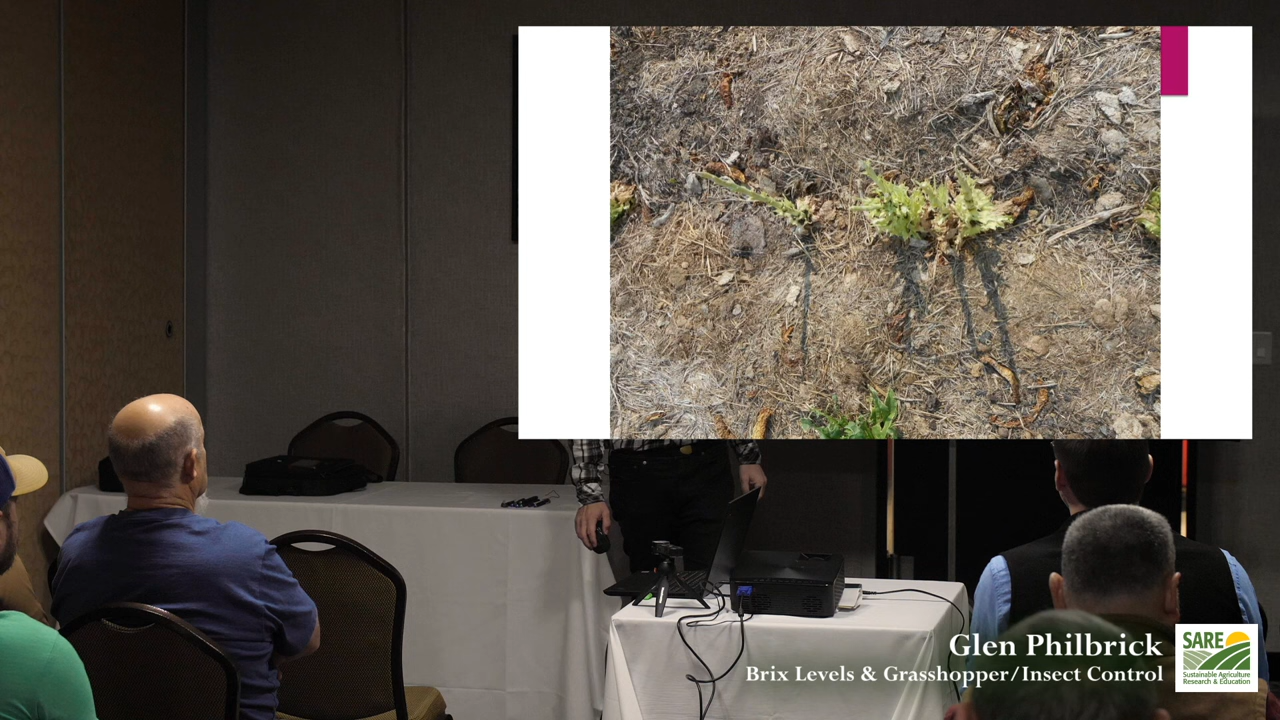 Glen Philbrick
Brix Levels & Grasshopper/Insect Control
SARE
Sustainable Agriculture
Research & Education